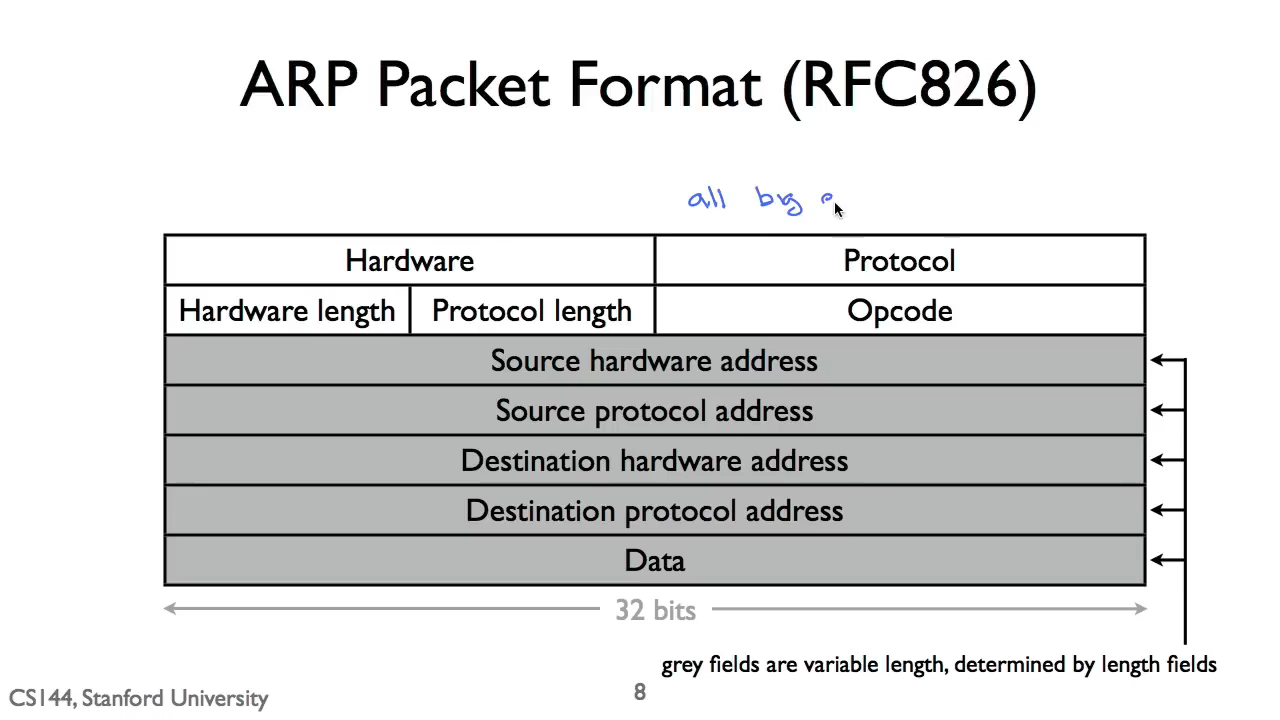 ARP Packet Format (RFC826)
all big
Hardware Protocol
Hardware length Protocol length Opcode
Source hardware address
Source protocol address
Destination hardware address
Destination protocol address
Data
32 bits
grey fields are variable length, determined by length fields
CS144, Stanford University
8